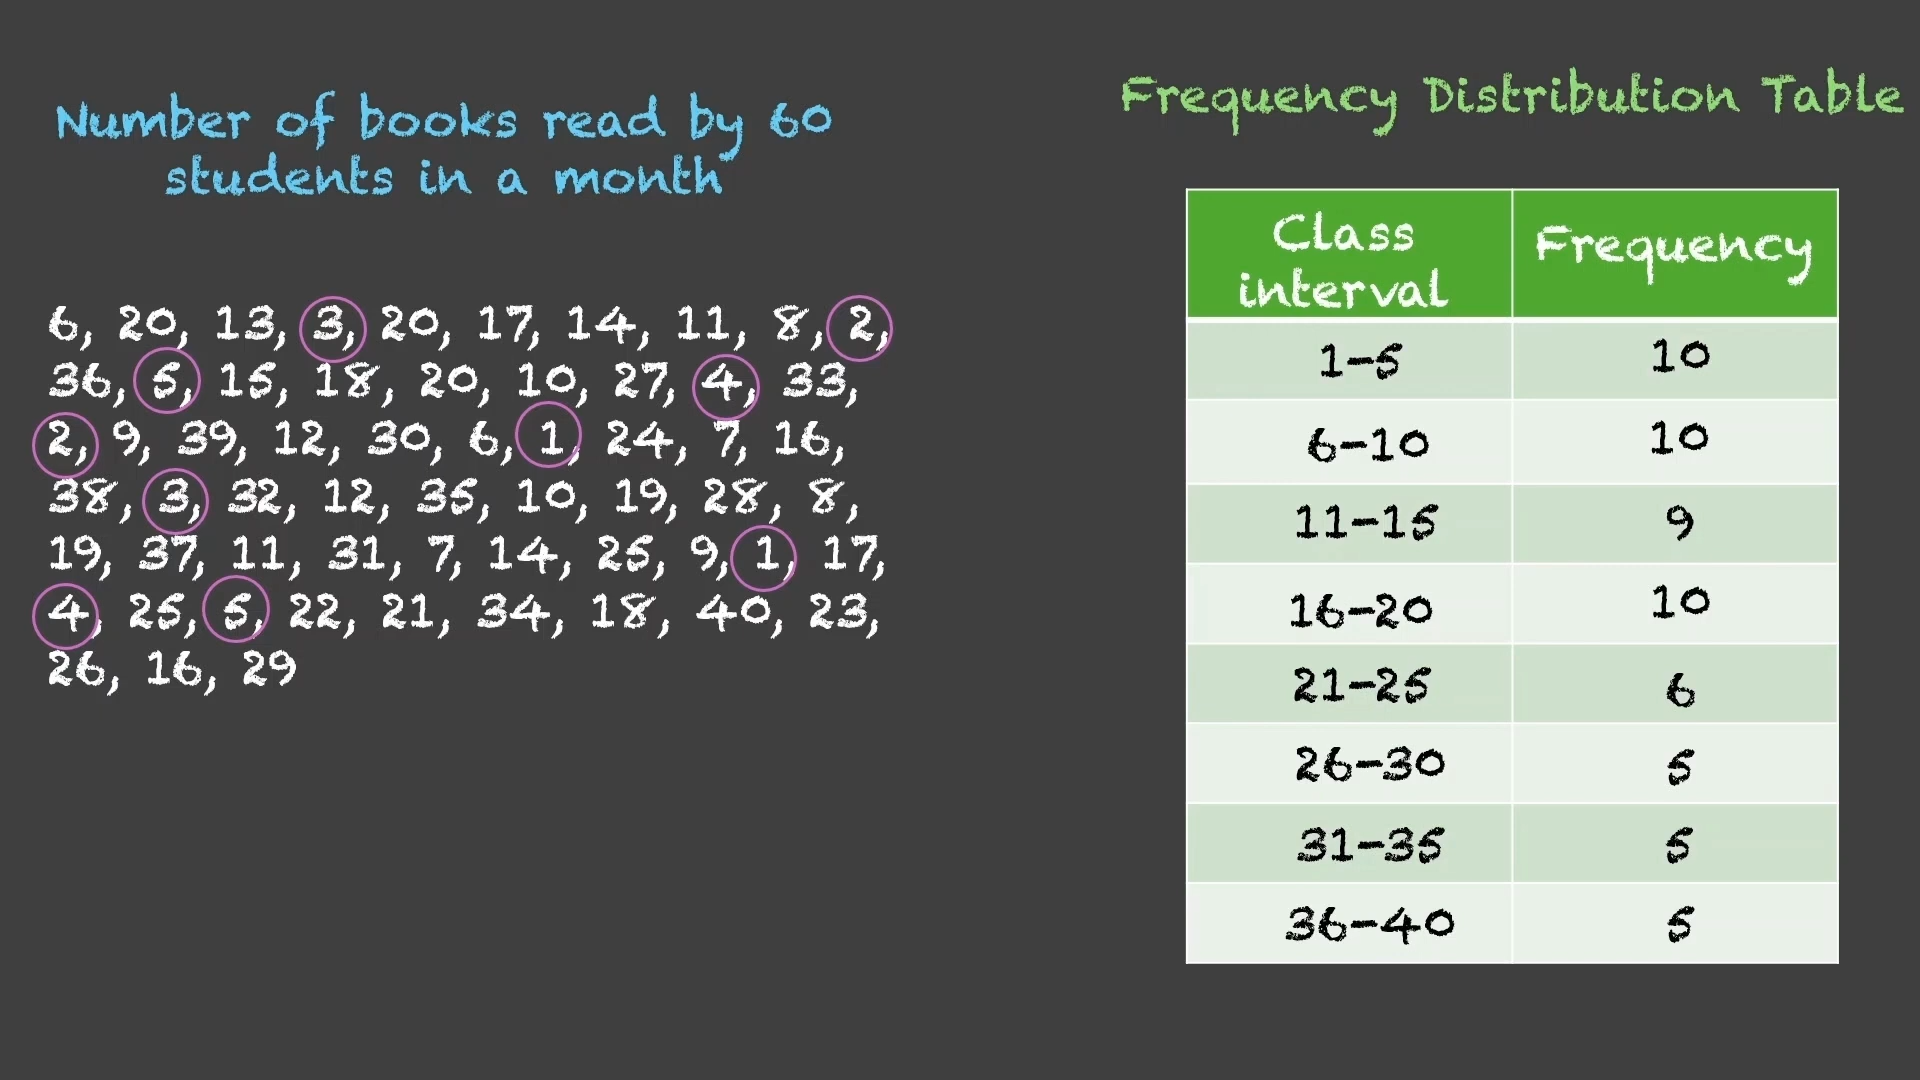 Number of books read by 60
students in a month
6, 20, 13, 3, 20, 17, 14, 11, 8, 2,
36, 5, 15, 18, 20, 10, 27, 4, 33,
2, 9, 39, 12, 30, 6, 1, 24, 7, 16,
38, 3, 32, 12, 35, 10, 19, 28, 8,
19, 37, 11, 31, 7, 14, 25, 9, 1, 17,
4, 25, 5, 22, 21, 34, 18, 40, 23,
26, 16, 29
Frequency Distribution Table
Class
interval
Frequency
1-5 10
6-10 10
11-15 9
16-20 10
21-25 6
26-30 5
31-35 5
36-40 5